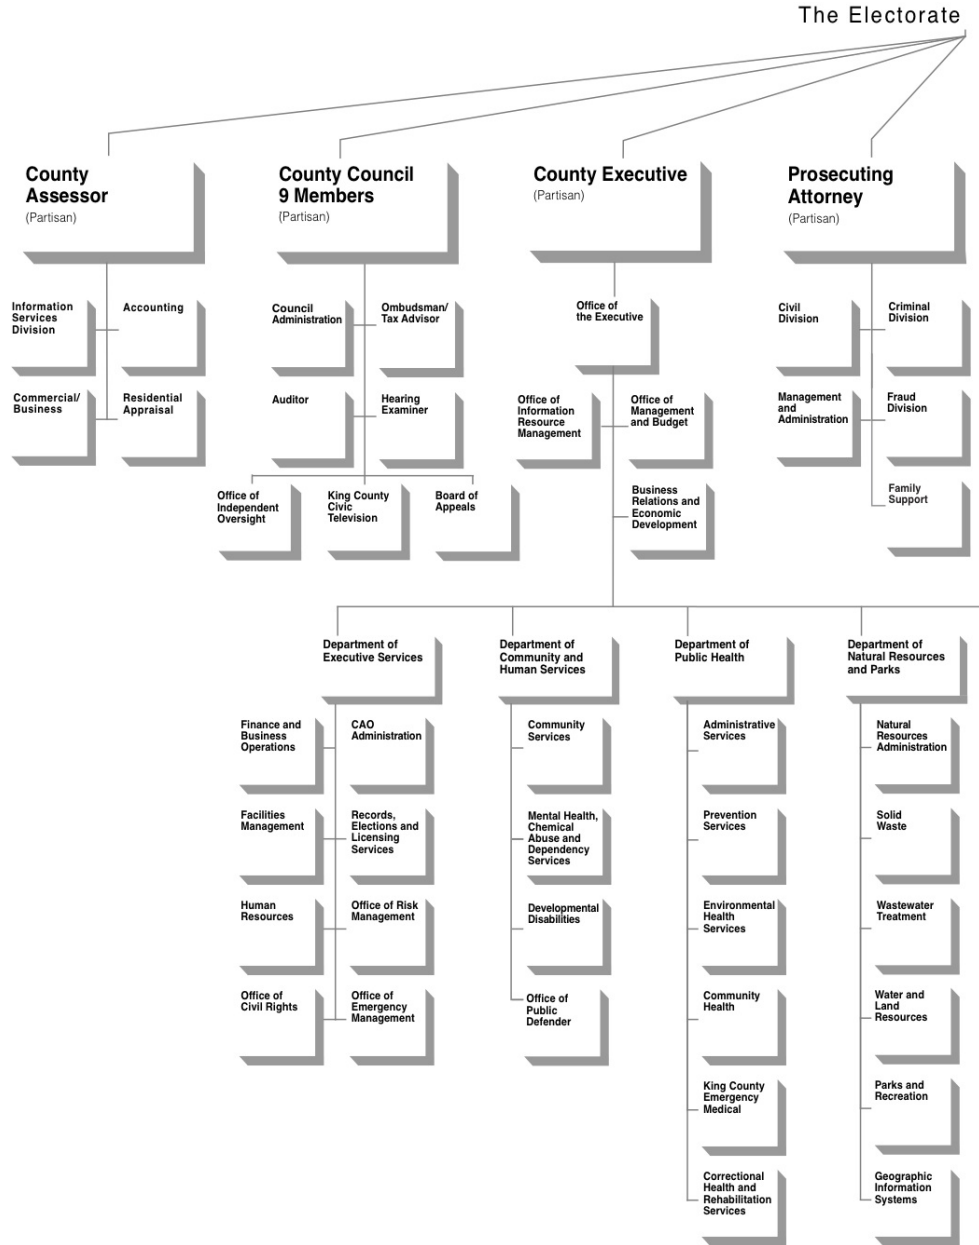 The Electorate
County
Assessor
(Partisan)
County Council
9 Members
(Partisan)
County Executive
(Partisan)
Prosecuting
Attorney
(Partisan)
Information
Services
Division
Accounting
Commercial/
Business
Residential
Appraisal
Council
Administration
Ombudsman/
Tax Advisor
Auditor
Hearing
Examiner
Office of
Independent
Oversight
King County
Civic
Television
Board of
Appeals
Office of
the Executive
Office of
Information
Resource
Management
Office of
Management
and Budget
Business
Relations and
Economic
Development
Civil
Division
Criminal
Division
Management
and
Administration
Fraud
Division
Family
Support
Department of
Executive Services
Finance and
Business
Operations
CAO
Administration
Facilities
Management
Records,
Elections and
Licensing
Services
Human
Resources
Office of Risk
Management
Office of
Civil Rights
Office of
Emergency
Management
Department of
Community and
Human Services
Community
Services
Mental Health,
Chemical
Abuse and
Dependency
Services
Developmental
Disabilities
Office of
Public
Defender
Department of
Public Health
Administrative
Services
Prevention
Services
Environmental
Health
Services
Community
Health
King County
Emergency
Medical
Correctional
Health and
Rehabilitation
Services
Department of
Natural Resources
and Parks
Natural
Resources
Administration
Solid
Waste
Wastewater
Treatment
Water and
Land
Resources
Parks and
Recreation
Geographic
Information
Systems